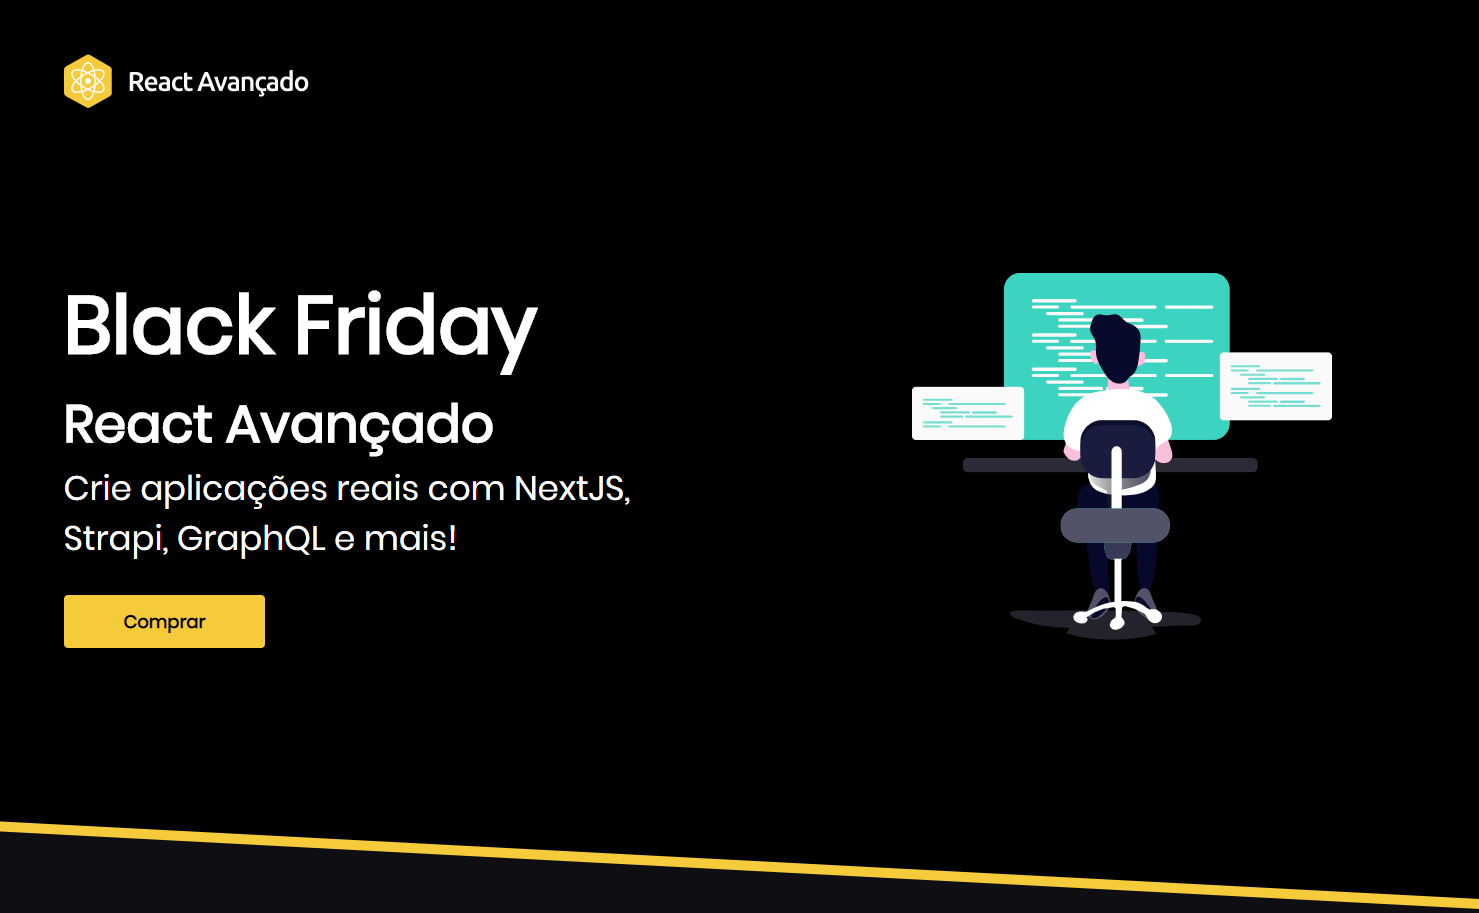 React Avançado
Black Friday
React Avançado
Crie aplicações reais com NextJS,
Strapi, GraphQL e mais!
Comprar